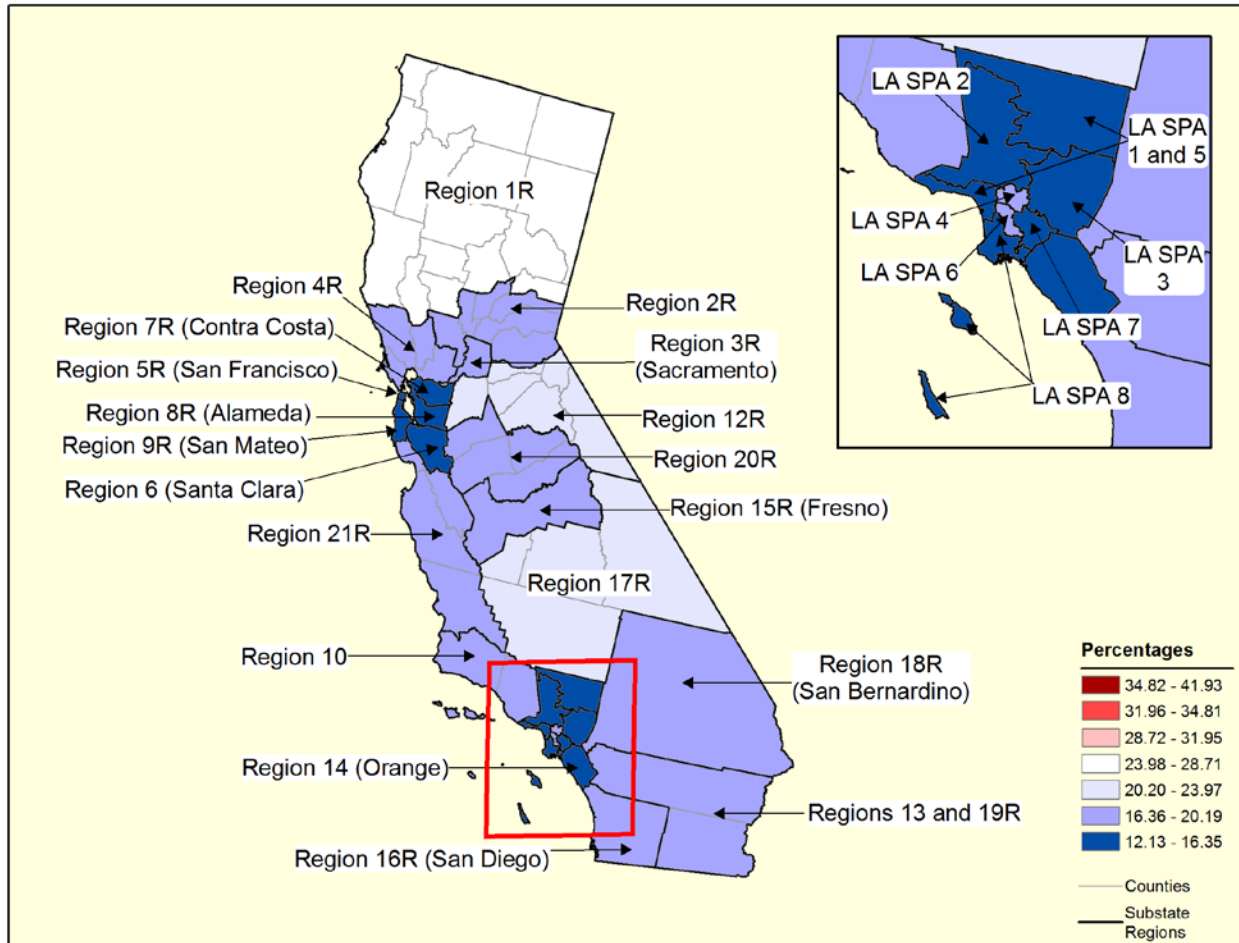 Region 1R
Region 4R
Region 7R (Contra Costa)
Region 5R (San Francisco)
Region 8R (Alameda)
Region 9R (San Mateo)
Region 6 (Santa Clara)
Region 21R
Region 10
Region 14 (Orange)
Region 16R (San Diego)
Region 2R
Region 3R
(Sacramento)
Region 12R
Region 20R
Region 15R (Fresno)
Region 17R
Region 18R
(San Bernardino)
Regions 13 and 19R
LA SPA 2
LA SPA
1 and 5
LA SPA 4
LA SPA 6
LA SPA
3
LA SPA 7
LA SPA 8
Percentages
34.82 - 41.93
31.96 - 34.81
28.72 - 31.95
23.98 - 28.71
20.20 - 23.97
16.36 - 20.19
12.13 - 16.35
Counties
Substate
Regions